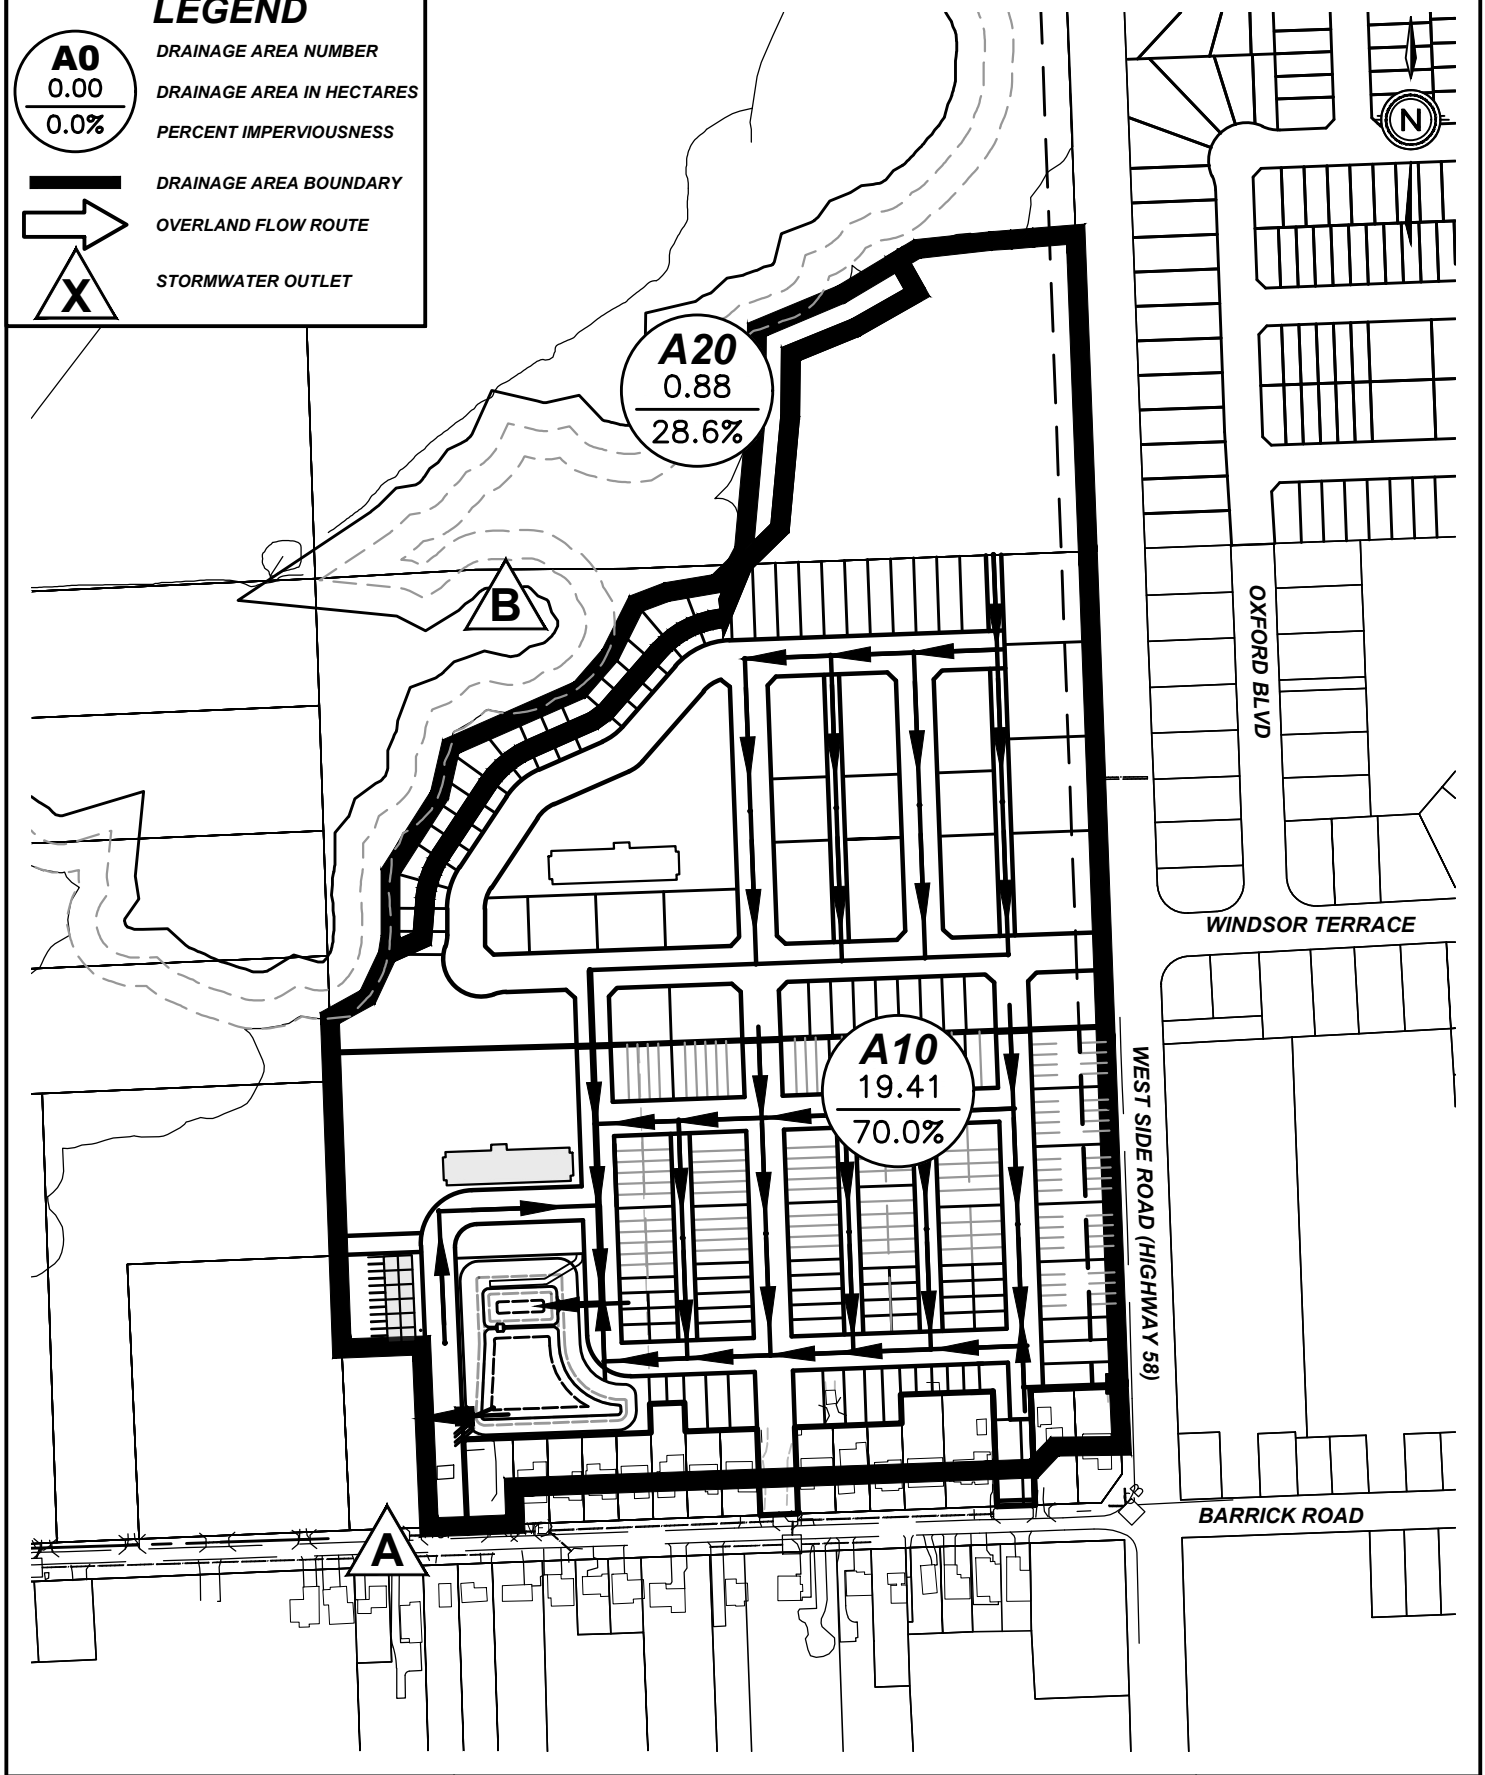 LEGEND
A0
0.00
0.0%
DRAINAGE AREA NUMBER
DRAINAGE AREA IN HECTARES
PERCENT IMPERVIOUSNESS
DRAINAGE AREA BOUNDARY
OVERLAND FLOW ROUTE
X
STORMWATER OUTLET
N
A20
0.88
28.6%
B
OXFORD BLVD
WINDSOR TERRACE
A10
19.41
70.0%
WEST SIDE ROAD (HIGHWAY 58)
BARRICK ROAD
A